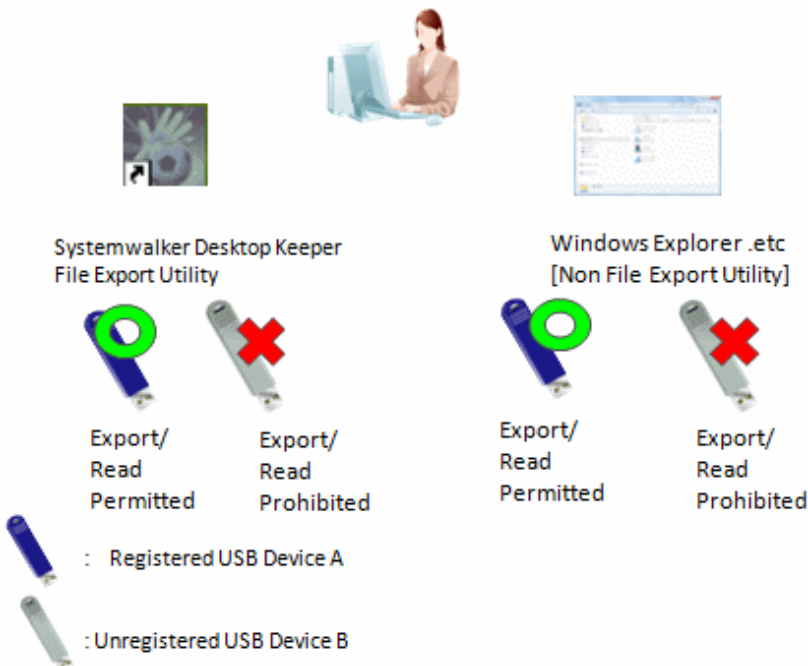 Systemwalker Desktop Keeper
File Export Utility
Windows Explorer .etc
[Non File Export Utility]
Export/
Read
Permitted
Export/
Read
Prohibited
Export/
Read
Permitted
Export/
Read
Prohibited
: Registered USB Device A
: Unregistered USB Device B